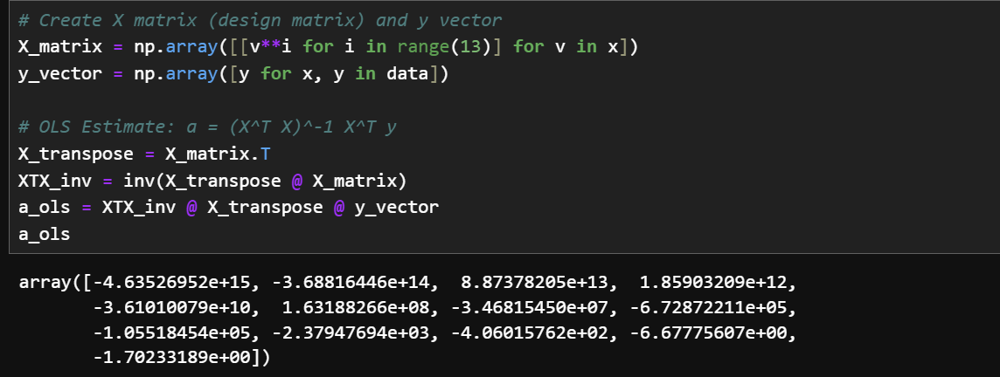 # Create X matrix (design matrix) and y vector
X_matrix = np.array([[v**i for i in range(13)] for v in x])
y_vector = np.array([y for x, y in data])
# OLS Estimate: a = (X^T X)^-1 X^T y
X_transpose = X_matrix.T
XTX_inv = inv(X_transpose @ X_matrix)
a_ols = XTX_inv @ X_transpose @ y_vector
a_ols
array([-4.63526952e+15, -3.68816446e+14,  8.87378205e+13,  1.85903209e+12,
       -3.61010079e+10,  1.63188266e+08, -3.46815450e+07, -6.72872211e+05,
       -1.05518454e+05, -2.37947694e+03, -4.06015762e+02, -6.67775607e+00,
       -1.70233189e+00])